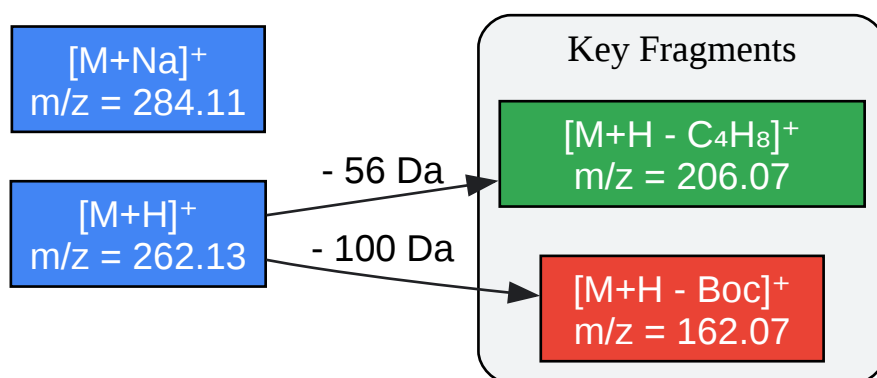 [M+Na]⁺
m/z = 284.11
[M+H]⁺
m/z = 262.13
- 56 Da
- 100 Da
Key Fragments
[M+H - C₄H₈]⁺
m/z = 206.07
[M+H - Boc]⁺
m/z = 162.07